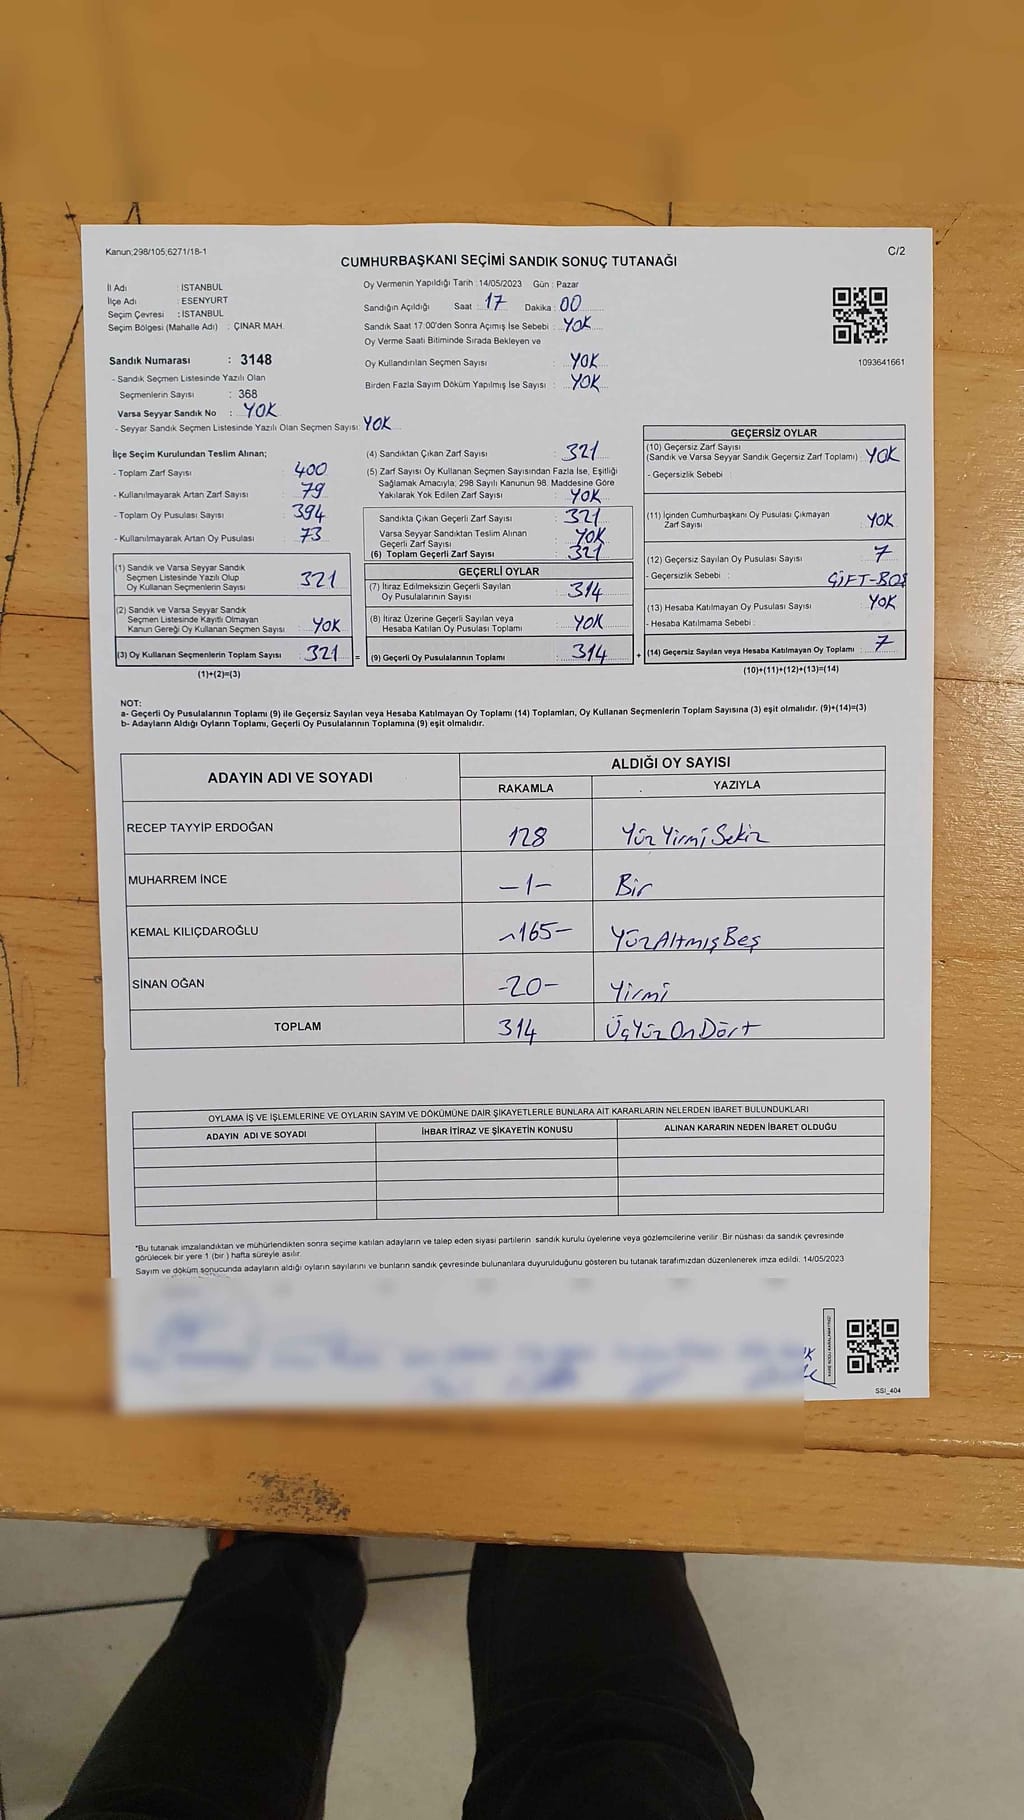 Kanun;298/105,6271/18-1
C/2
CUMHURBAŞKANI SEÇİMİ SANDIK SONUÇ TUTANAĞI
İl Adı : İSTANBUL
İlçe Adı : ESENYURT
Seçim Çevresi : İSTANBUL
Seçim Bölgesi (Mahalle Adı) : ÇINAR MAH.
Sandık Numarası : 3148
- Sandık Seçmen Listesinde Yazılı Olan
Seçmenlerin Sayısı : 368
Varsa Seyyar Sandık No : YOK
- Seyyar Sandık Seçmen Listesinde Yazılı Olan Seçmen Sayısı: YOK
Oy Vermenin Yapıldığı Tarih : 14/05/2023 Gün : Pazar
Sandığın Açıldığı Saat : 17 Dakika : 00
Sandık Saat 17:00'den Sonra Açımış İse Sebebi : YOK
Oy Verme Saati Bitiminde Sırada Bekleyen ve
Oy Kullandırılan Seçmen Sayısı : YOK
Birden Fazla Sayım Döküm Yapılmış İse Sayısı : YOK
1093641661
İlçe Seçim Kurulundan Teslim Alınan;
- Toplam Zarf Sayısı : 400
- Kullanılmayarak Artan Zarf Sayısı : 79
- Toplam Oy Pusulası Sayısı : 394
- Kullanılmayarak Artan Oy Pusulası : 73
(1) Sandık ve Varsa Seyyar Sandık
Seçmen Listesinde Yazılı Olup
Oy Kullanan Seçmenlerin Sayısı : 321
(2) Sandık ve Varsa Seyyar Sandık
Seçmen Listesinde Kayıtlı Olmayan
Kanun Gereği Oy Kullanan Seçmen Sayısı : YOK
(3) Oy Kullanan Seçmenlerin Toplam Sayısı : 321 =
(1)+(2)=(3)
(4) Sandıktan Çıkan Zarf Sayısı : 321
(5) Zarf Sayısı Oy Kullanan Seçmen Sayısından Fazla İse, Eşitliği
Sağlamak Amacıyla, 298 Sayılı Kanunun 98. Maddesine Göre
Yakılarak Yok Edilen Zarf Sayısı : YOK
Sandıkta Çıkan Geçerli Zarf Sayısı : 321
Varsa Seyyar Sandıktan Teslim Alınan
Geçerli Zarf Sayısı : YOK
(6) Toplam Geçerli Zarf Sayısı : 321
GEÇERLİ OYLAR
(7) İtiraz Edilmeksizin Geçerli Sayılan
Oy Pusulalarının Sayısı : 314
(8) İtiraz Üzerine Geçerli Sayılan veya
Hesaba Katılan Oy Pusulası Toplamı : YOK
(9) Geçerli Oy Pusulalarının Toplamı : 314 +
GEÇERSİZ OYLAR
(10) Geçersiz Zarf Sayısı
(Sandık ve Varsa Seyyar Sandık Geçersiz Zarf Toplamı) : YOK
- Geçersizlik Sebebi
(11) İçinden Cumhurbaşkanı Oy Pusulası Çıkmayan
Zarf Sayısı : YOK
(12) Geçersiz Sayılan Oy Pusulası Sayısı : 7
- Geçersizlik Sebebi : ÇİFT-BOŞ
(13) Hesaba Katılmayan Oy Pusulası Sayısı : YOK
- Hesaba Katılmama Sebebi :
(14) Geçersiz Sayılan veya Hesaba Katılmayan Oy Toplamı : 7
(10)+(11)+(12)+(13)=(14)
NOT:
a- Geçerli Oy Pusulalarının Toplamı (9) ile Geçersiz Sayılan veya Hesaba Katılmayan Oy Toplamı (14) Toplamları, Oy Kullanan Seçmenlerin Toplam Sayısına (3) eşit olmalıdır. (9)+(14)=(3)
b- Adayların Aldığı Oyların Toplamı, Geçerli Oy Pusulalarının Toplamına (9) eşit olmalıdır.
ADAYIN ADI VE SOYADI
ALDIĞI OY SAYISI
RAKAMLA YAZIYLA
RECEP TAYYİP ERDOĞAN 128 Yüz Yirmi Sekiz
MUHARREM İNCE -1- Bir
KEMAL KILIÇDAROĞLU -165- YüzAltmışBeş
SİNAN OĞAN -20- Yirmi
TOPLAM 314 ÜçYüzOnDört
OYLAMA İŞ VE İŞLEMLERİNE VE OYLARIN SAYIM VE DÖKÜMÜNE DAİR ŞİKAYETLERLE BUNLARA AİT KARARLARIN NELERDEN İBARET BULUNDUKLARI
ADAYIN ADI VE SOYADI İHBAR İTİRAZ VE ŞİKAYETİN KONUSU ALINAN KARARIN NEDEN İBARET OLDUĞU
*Bu tutanak imzalandıktan ve mühürlendikten sonra seçime katılan adayların ve talep eden siyasi partilerin sandık kurulu üyelerine veya gözlemcilerine verilir. Bir nüshası da sandık çevresinde
görülecek bir yere 1 (bir) hafta süreyle asılır.
Sayım ve döküm sonucunda adayların aldığı oyların sayılarını ve bunların sandık çevresinde bulunanlara duyurulduğunu gösteren bu tutanak tarafımızdan düzenlenerek imza edildi. 14/05/2023
SSI_404